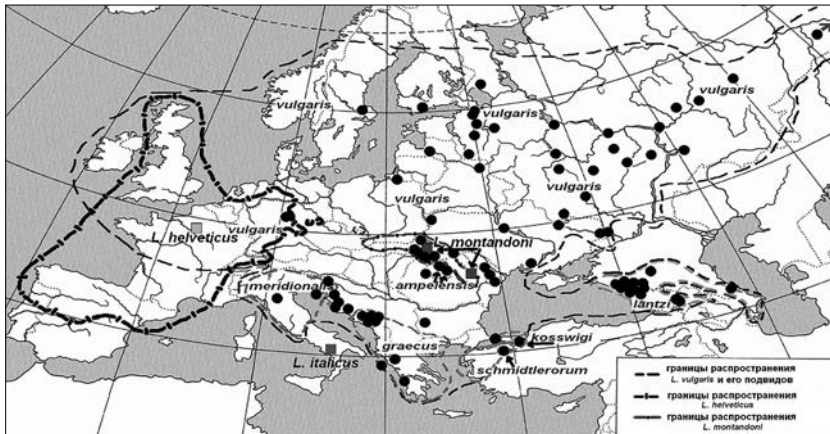 vulgaris
vulgaris
vulgaris
vulgaris
vulgaris
vulgaris
L. helveticus
L. montandoni
meridionalis
ampelensis
lantzi
graecus
kosswigi
L. italicus
schmidtlerorum
границы распространения
L. vulgaris и его подвидов
границы распространения
L. helveticus
границы распространения
L. montandoni